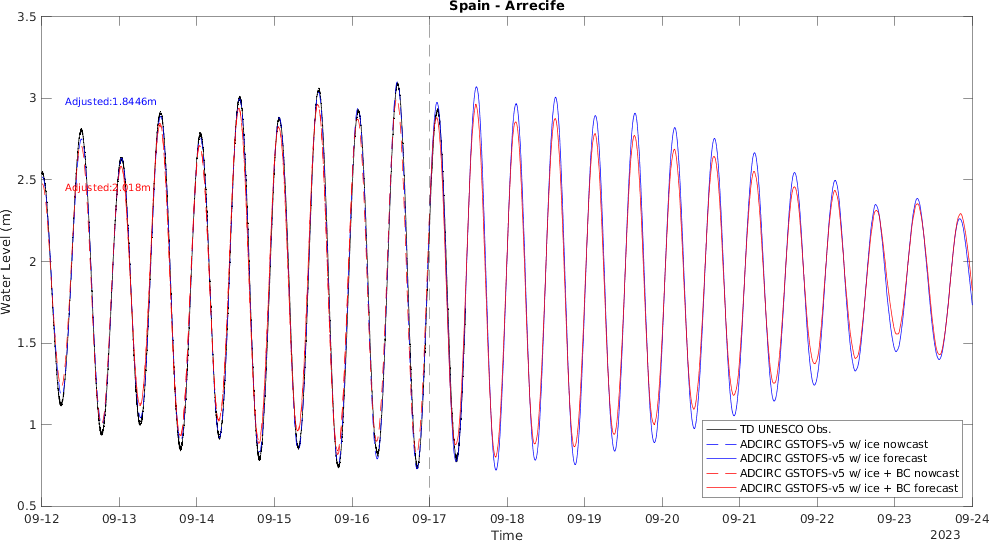 Spain - Arrecife
3.5
3
2.5
2
1.5
1
0.5
Water Level (m)
Adjusted:1.8446m
Adjusted:2.018m
TD UNESCO Obs.
ADCIRC GSTOFS-v5 w/ ice nowcast
ADCIRC GSTOFS-v5 w/ ice forecast
ADCIRC GSTOFS-v5 w/ ice + BC nowcast
ADCIRC GSTOFS-v5 w/ ice + BC forecast
09-12 09-13 09-14 09-15 09-16 09-17 09-18 09-19 09-20 09-21 09-22 09-23 09-24
Time
2023